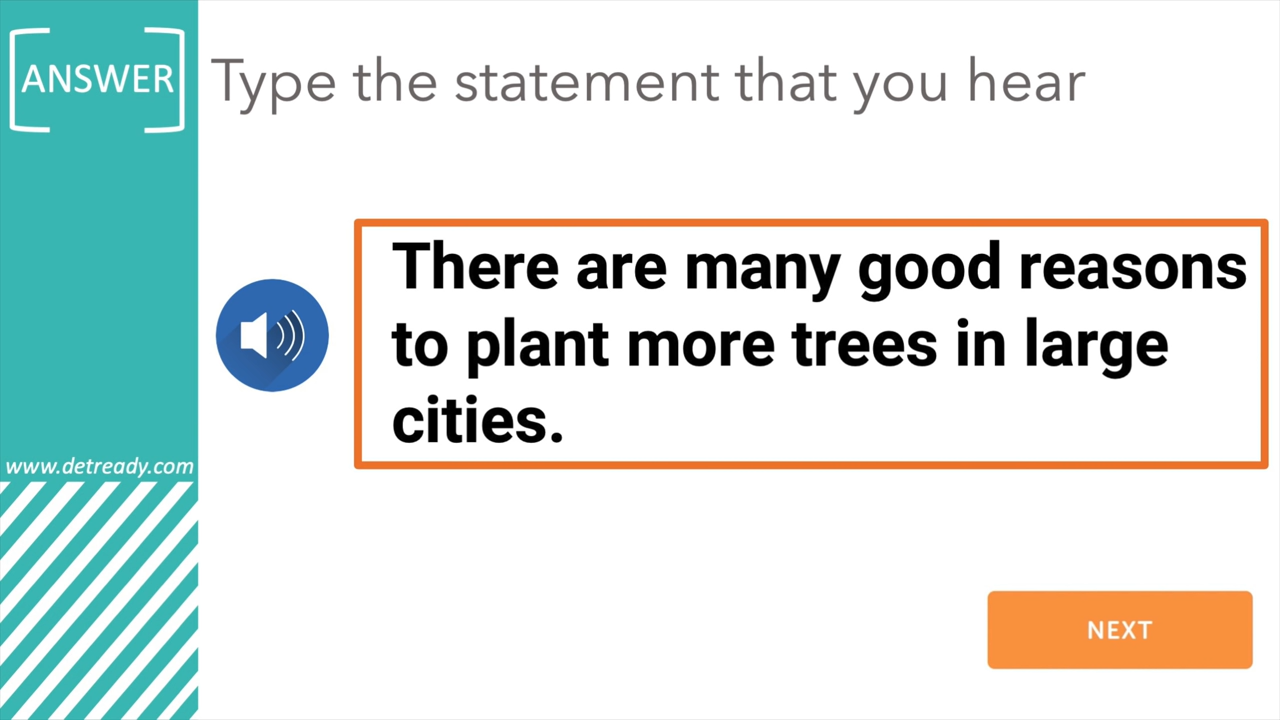 ANSWER
Type the statement that you hear
There are many good reasons
to plant more trees in large
cities.
www.detready.com
NEXT